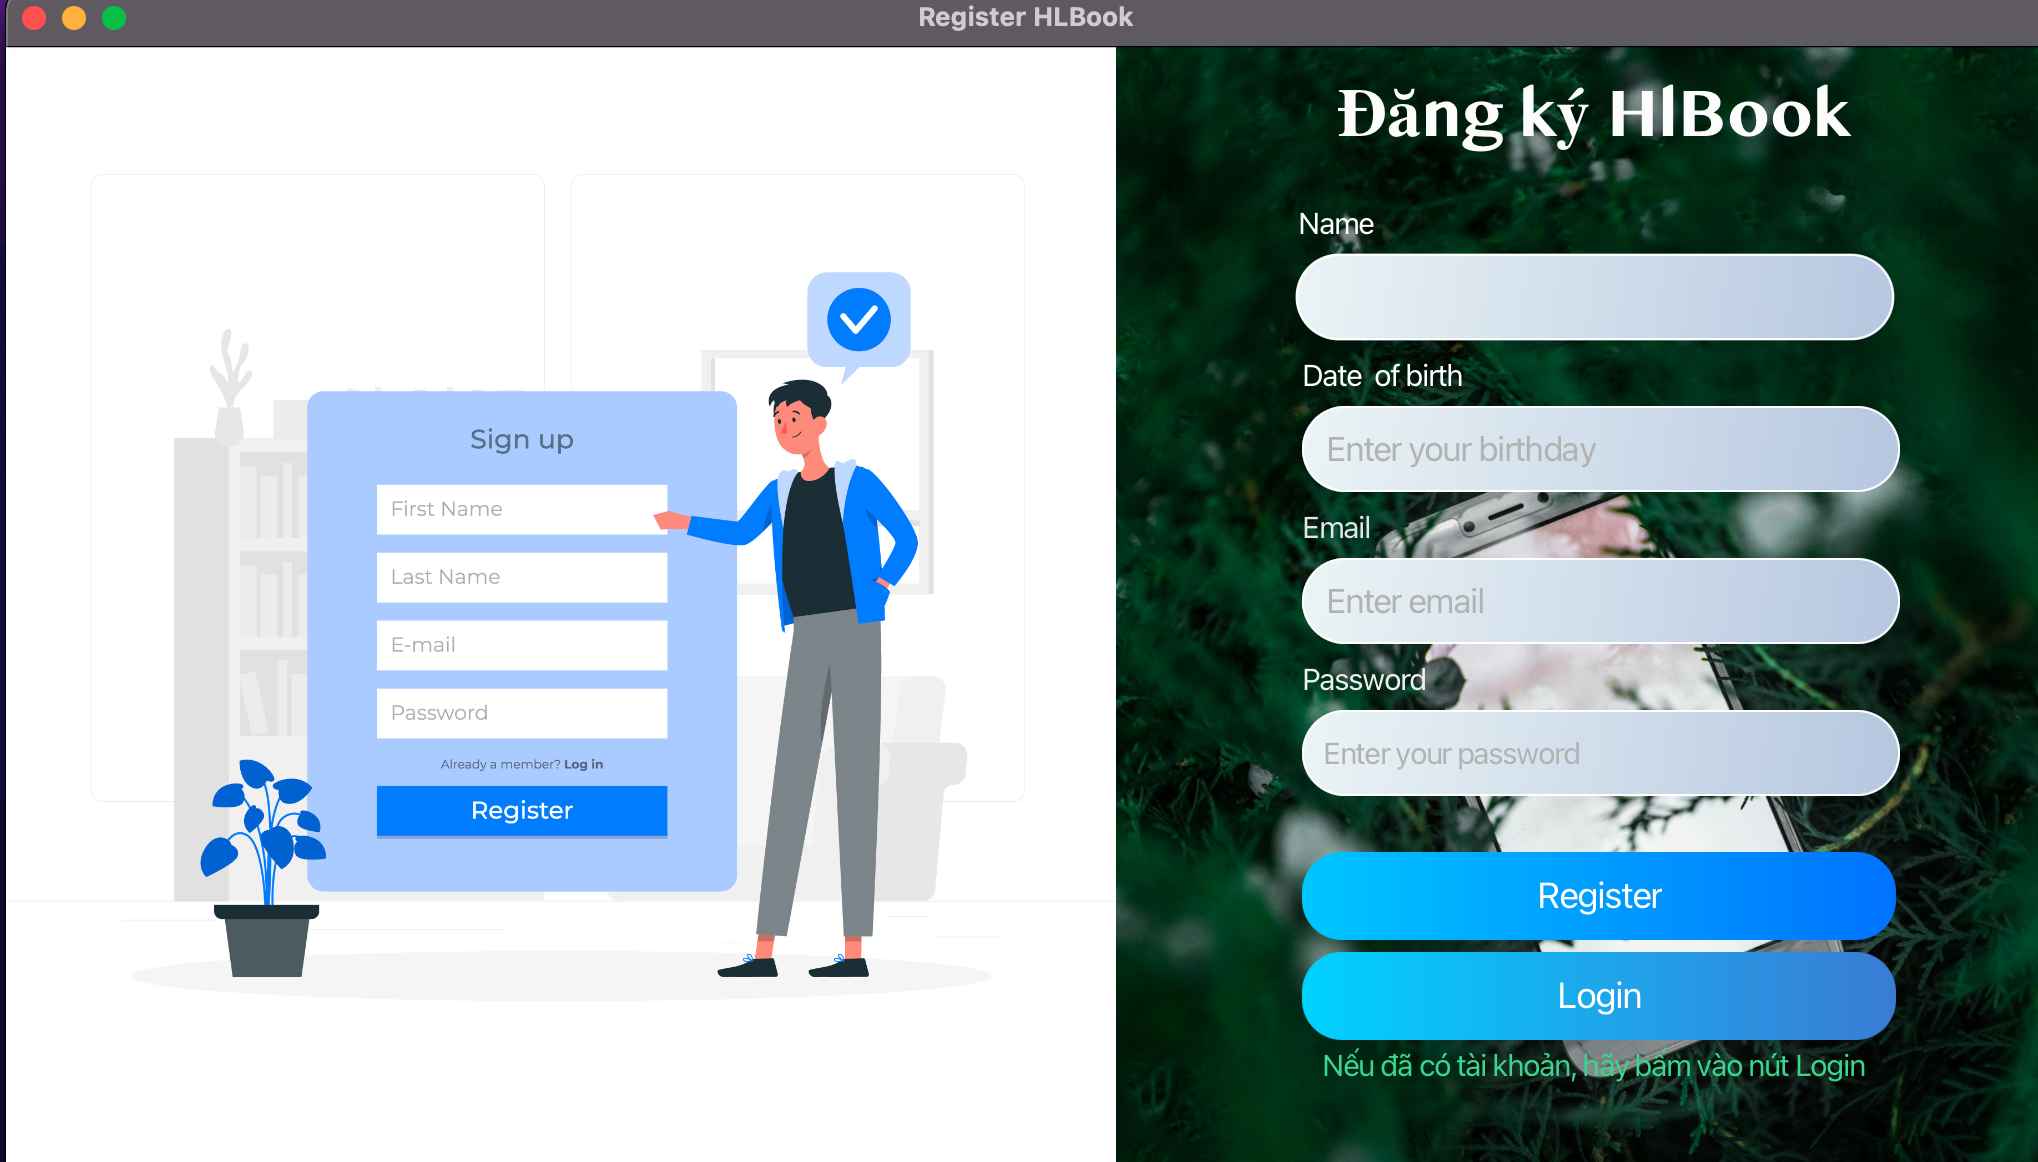 Register HLBook
Sign up
First Name
Last Name
E-mail
Password
Already a member? Log in
Register
Đăng ký HlBook
Name
Date  of birth
Enter your birthday
Email
Enter email
Password
Enter your password
Register
Login
Nếu đã có tài khoản, hãy bấm vào nút Login